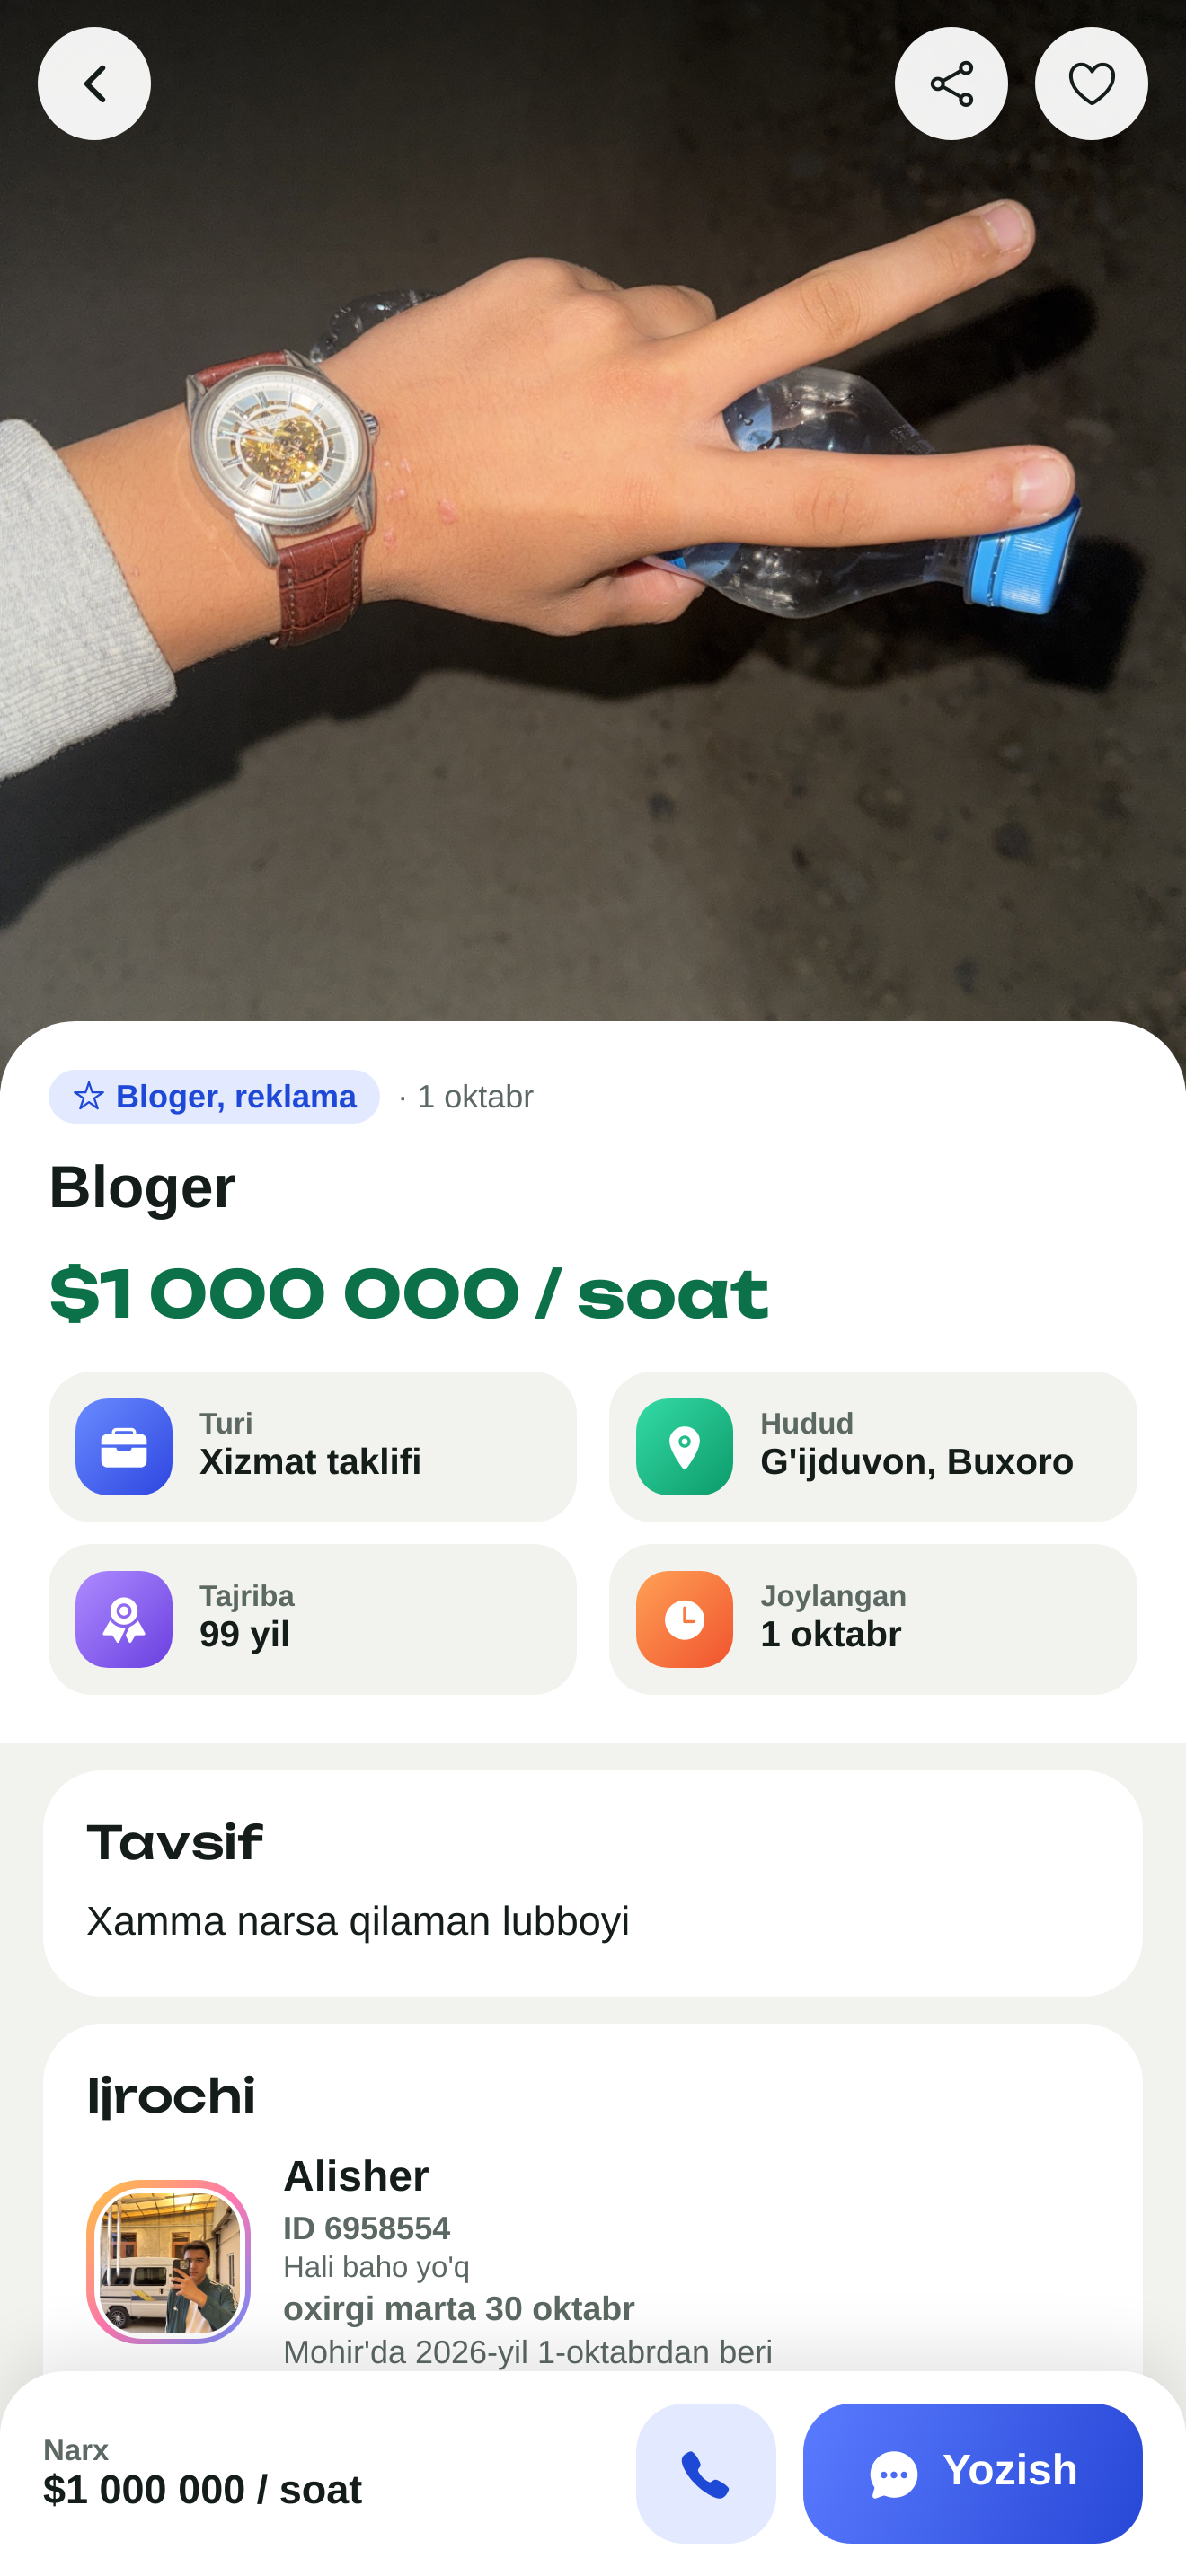 Bloger, reklama · 1 oktabr
Bloger
$1 000 000 / soat
Turi
Xizmat taklifi
Hudud
G'ijduvon, Buxoro
Tajriba
99 yil
Joylangan
1 oktabr
Tavsif
Xamma narsa qilaman lubboyi
Ijrochi
Alisher
ID 6958554
Hali baho yo'q
oxirgi marta 30 oktabr
Mohir'da 2026-yil 1-oktabrdan beri
Narx
$1 000 000 / soat
Yozish